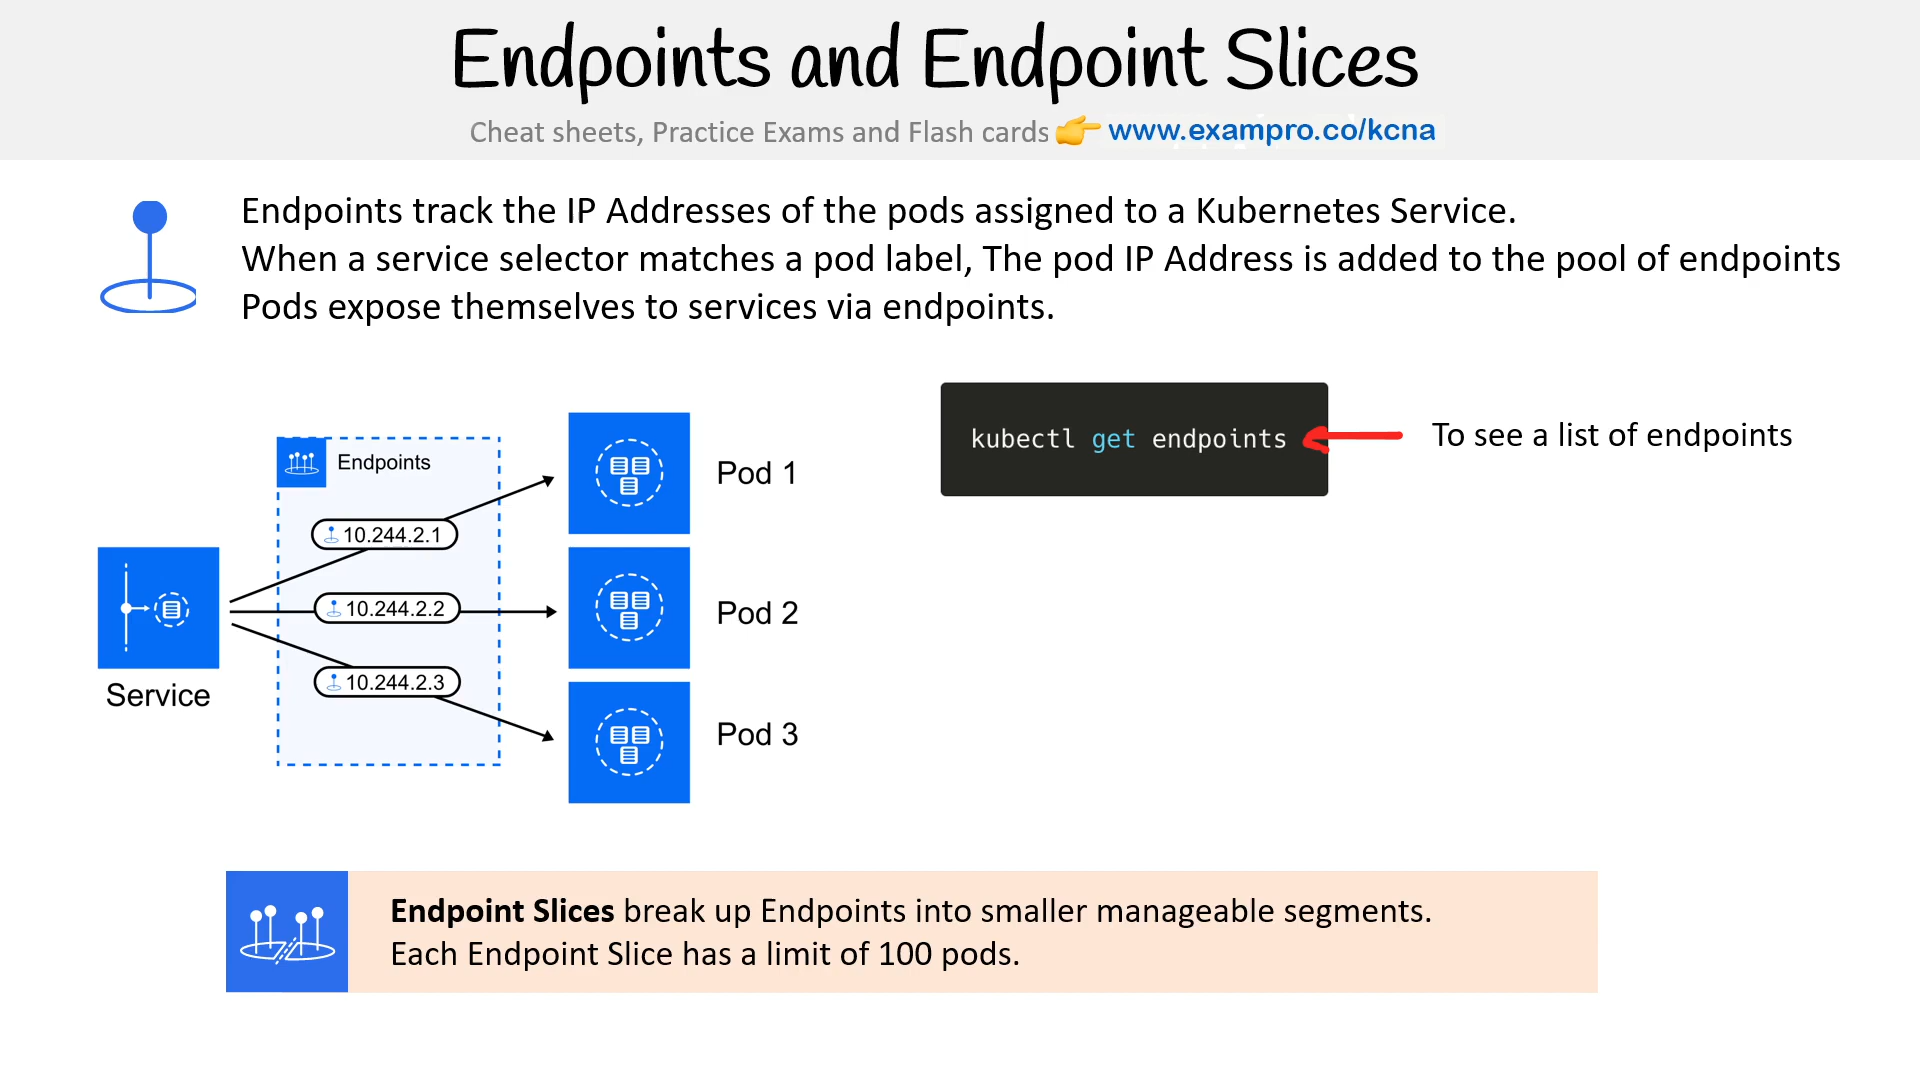 Endpoints and Endpoint Slices
Cheat sheets, Practice Exams and Flash cards 👉 www.exampro.co/kcna
Endpoints track the IP Addresses of the pods assigned to a Kubernetes Service.
When a service selector matches a pod label, The pod IP Address is added to the pool of endpoints
Pods expose themselves to services via endpoints.
Endpoints
10.244.2.1
10.244.2.2
10.244.2.3
Service
Pod 1
Pod 2
Pod 3
kubectl get endpoints
To see a list of endpoints
Endpoint Slices break up Endpoints into smaller manageable segments.
Each Endpoint Slice has a limit of 100 pods.